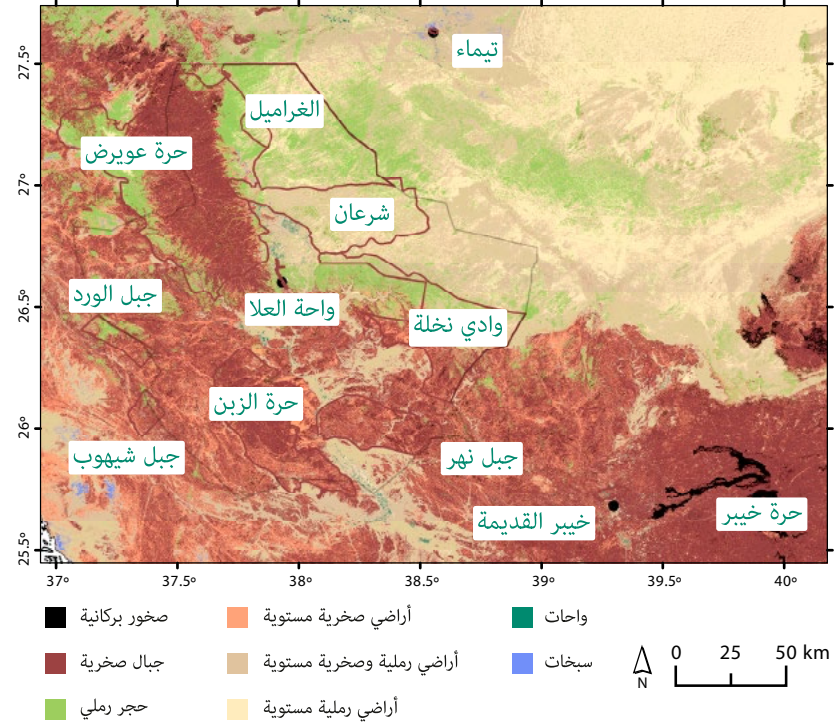 تيماء
الغراميل
حرة عويرض
شرعان
جبل الورد
واحة العلا
وادي نخلة
حرة الزبن
جبل شيهوب
جبل نهر
خيبر القديمة
حرة خيبر
27.5°
27°
26.5°
26°
25.5°
37° 37.5° 38° 38.5° 39° 39.5° 40°
صخور بركانية
أراضي صخرية مستوية
واحات
جبال صخرية
أراضي رملية وصخرية مستوية
سبخات
حجر رملي
أراضي رملية مستوية
N
0 25 50 km